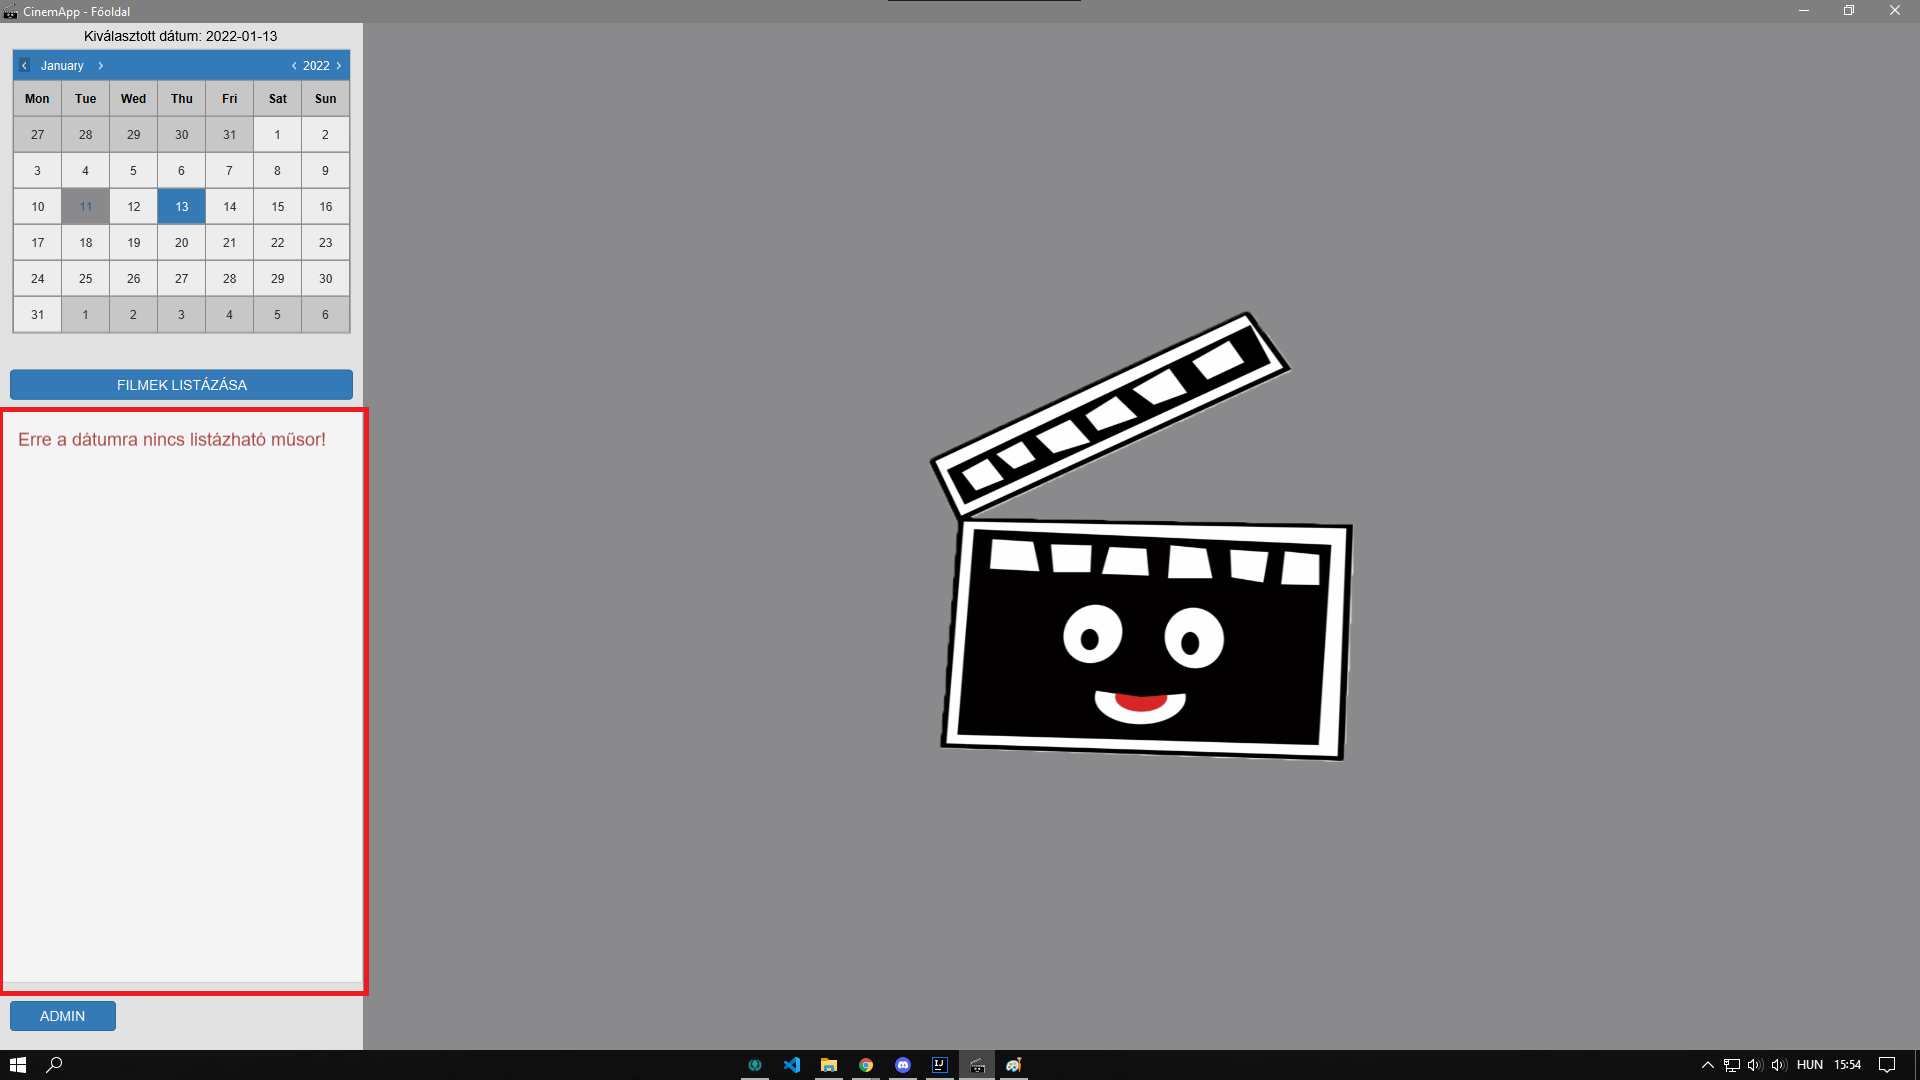 CinemApp - Főoldal
Kiválasztott dátum: 2022-01-13
January 2022
Mon Tue Wed Thu Fri Sat Sun
27 28 29 30 31 1 2
3 4 5 6 7 8 9
10 11 12 13 14 15 16
17 18 19 20 21 22 23
24 25 26 27 28 29 30
31 1 2 3 4 5 6
FILMEK LISTÁZÁSA
Erre a dátumra nincs listázható műsor!
ADMIN
IJ
HUN 15:54